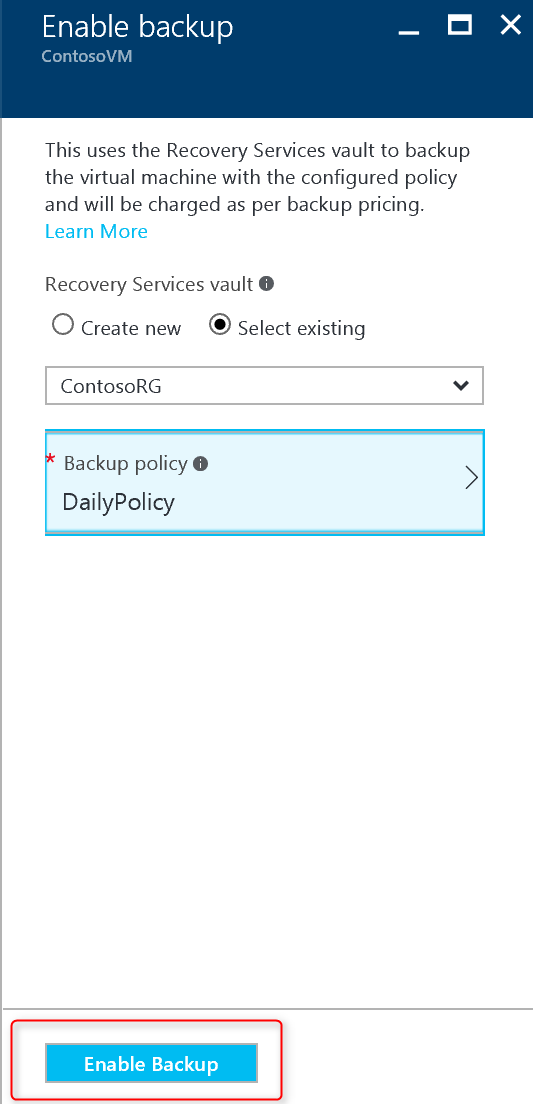 Enable backup
ContosoVM
This uses the Recovery Services vault to backup
the virtual machine with the configured policy
and will be charged as per backup pricing.
Learn More
Recovery Services vault
Create new Select existing
ContosoRG
* Backup policy
DailyPolicy
Enable Backup